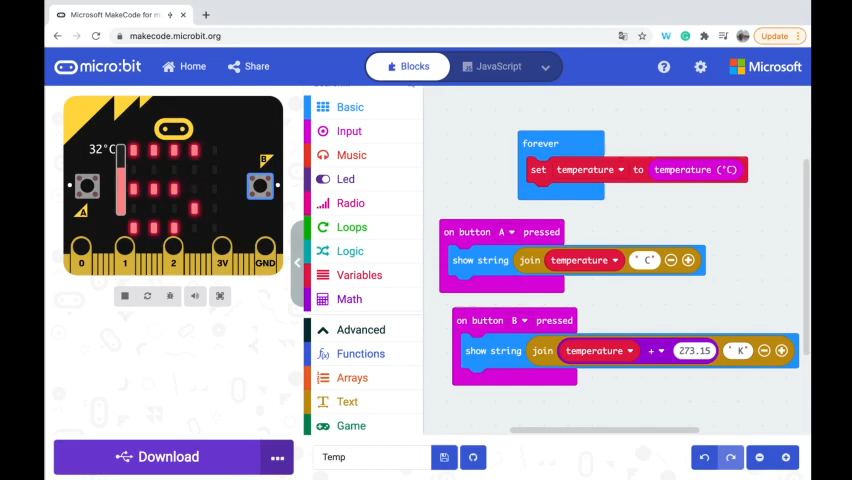 Microsoft MakeCode for m
makecode.microbit.org
Update
micro:bit
Home
Share
Blocks
JavaScript
Microsoft
32°C
A
B
0
1
2
3V
GND
Basic
Input
Music
Led
Radio
Loops
Logic
Variables
Math
Advanced
Functions
Arrays
Text
Game
forever
set temperature to temperature (°C)
on button A pressed
show string join temperature " C"
on button B pressed
show string join temperature + 273.15 " K"
Download
Temp